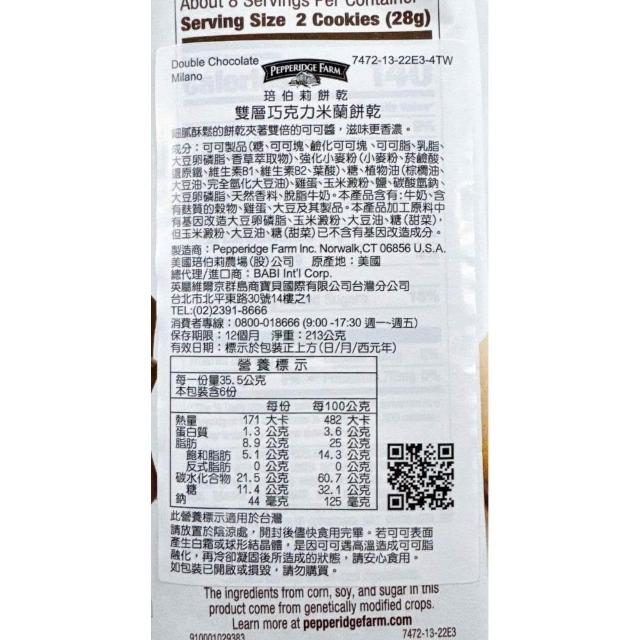 About 8 Servings Per Container
Serving Size 2 Cookies (28g)
Double Chocolate
Milano
PEPPERIDGE FARM
7472-13-22E3-4TW
琣伯莉餅乾
雙層巧克力米蘭餅乾
細膩酥鬆的餅乾夾著雙倍的可可醬，滋味更香濃。
成分：可可製品(糖、可可塊、鹼化可可塊、可可脂、乳脂、
大豆卵磷脂、香草萃取物)、強化小麥粉(小麥粉、菸鹼酸、
還原鐵、維生素B1、維生素B2、葉酸)、糖、植物油(棕櫚油、
大豆油、完全氫化大豆油)、雞蛋、玉米澱粉、鹽、碳酸氫鈉、
大豆卵磷脂、天然香料、脫脂牛奶。本產品含有:牛奶、含
有麩質的穀物、雞蛋、大豆及其製品。本產品加工原料中
有基因改造大豆卵磷脂、玉米澱粉、大豆油、糖(甜菜)，
但玉米澱粉、大豆油、糖(甜菜)已不含有基因改造成分。
製造商：Pepperidge Farm Inc. Norwalk,CT 06856 U.S.A.
美國琣伯莉農場(股)公司 原產地：美國
總代理/進口商：BABI Int'l Corp.
英屬維爾京群島商寶貝國際有限公司台灣分公司
台北市北平東路30號14樓之1
TEL:(02)2391-8666
消費者專線：0800-018666 (9:00 -17:30 週一~週五)
保存期限：12個月 淨重：213公克
有效日期：標示於包裝正上方(日/月/西元年)
營養標示
每一份量35.5公克
本包裝含6份
每份 每100公克
熱量 171 大卡 482 大卡
蛋白質 1.3 公克 3.6 公克
脂肪 8.9 公克 25 公克
飽和脂肪 5.1 公克 14.3 公克
反式脂肪 0 公克 0 公克
碳水化合物 21.5 公克 60.7 公克
糖 11.4 公克 32.1 公克
鈉 44 毫克 125 毫克
此營養標示適用於台灣
請放置於陰涼處，開封後儘快食用完畢。若可可表面
產生白霜或球形結晶體，是因可可遇高溫造成可可脂
融化，再冷卻凝固後所造成的狀態，請安心食用。
如包裝已開啟或損毀，請勿購買。
The ingredients from corn, soy, and sugar in this
product come from genetically modified crops.
Learn more at pepperidgefarm.com
910001029383
7472-13-22E3